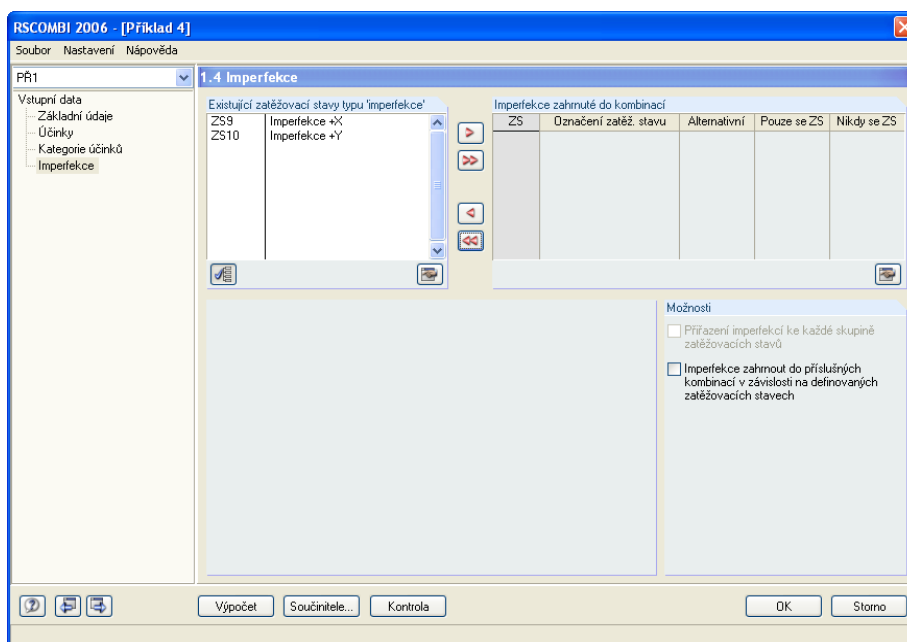 RSCOMBI 2006 - [Příklad 4]
Soubor Nastavení Nápověda
PŘ1
1.4 Imperfekce
Vstupní data
Základní údaje
Účinky
Kategorie účinků
Imperfekce
Existující zatěžovací stavy typu 'imperfekce'
ZS9 Imperfekce +X
ZS10 Imperfekce +Y
>
>>
<
<<
Imperfekce zahrnuté do kombinací
ZS Označení zatěž. stavu Alternativní Pouze se ZS Nikdy se ZS
Možnosti
Přiřazení imperfekcí ke každé skupině
zatěžovacích stavů
Imperfekce zahrnout do příslušných
kombinací v závislosti na definovaných
zatěžovacích stavech
Výpočet Součinitele... Kontrola OK Storno